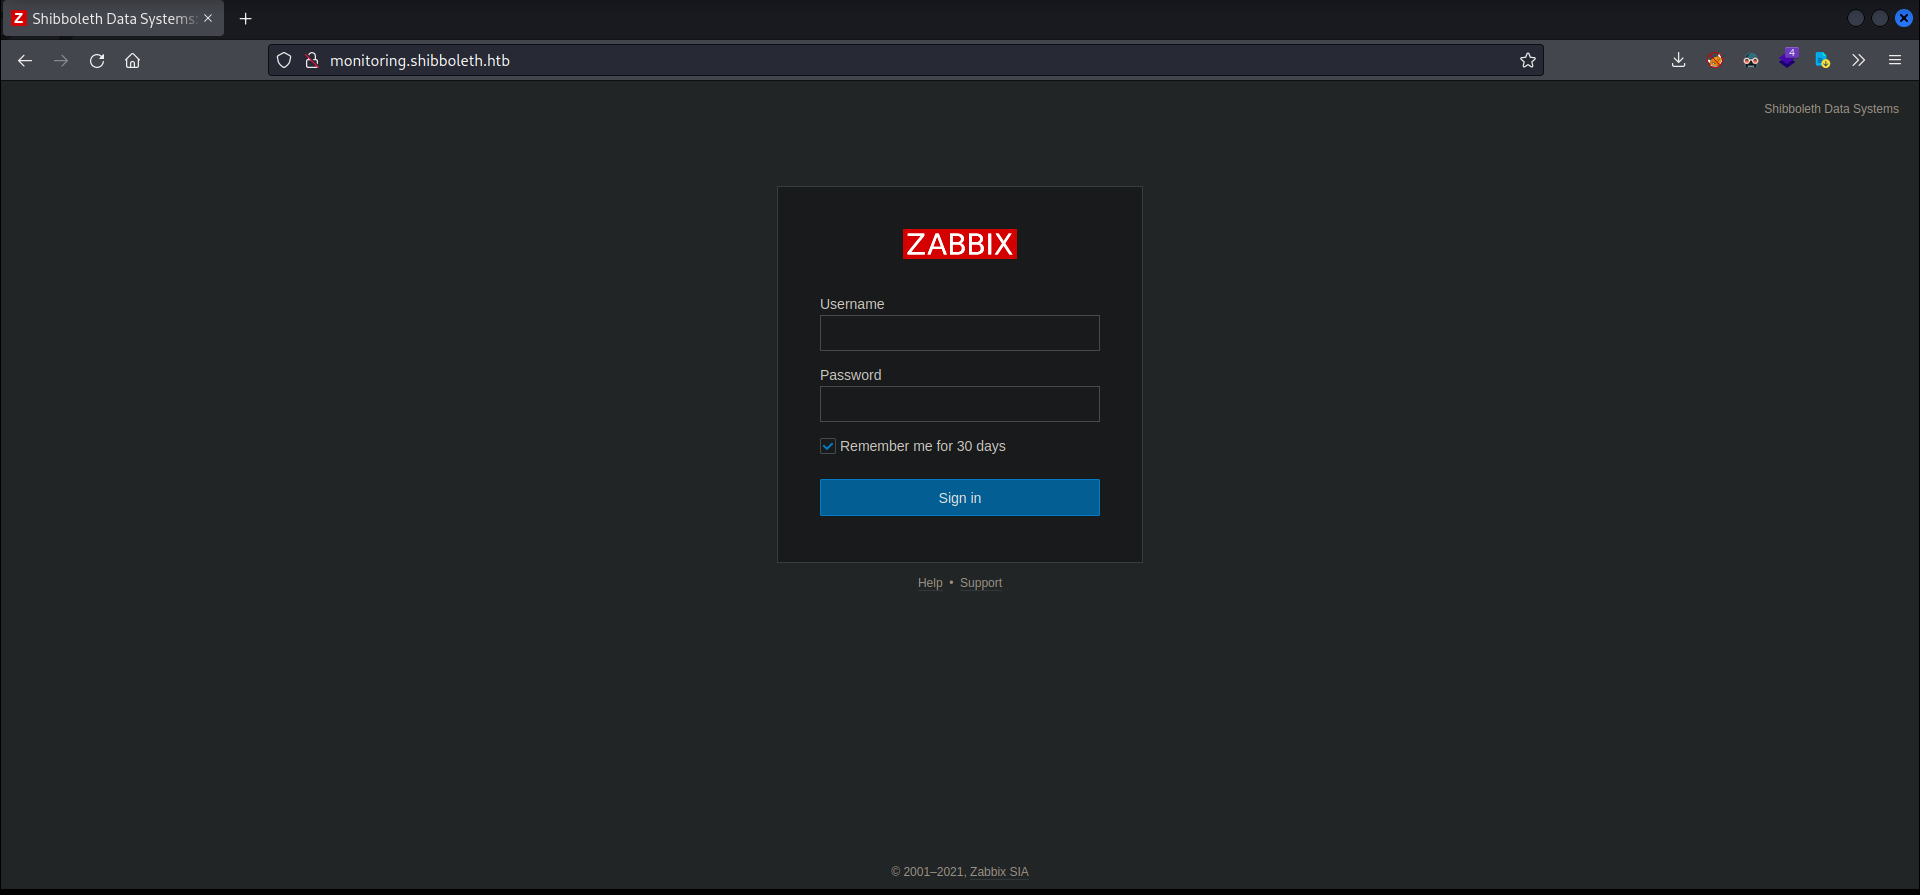 Z Shibboleth Data Systems:
monitoring.shibboleth.htb
4
Shibboleth Data Systems
ZABBIX
Username
Password
Remember me for 30 days
Sign in
Help • Support
© 2001–2021, Zabbix SIA